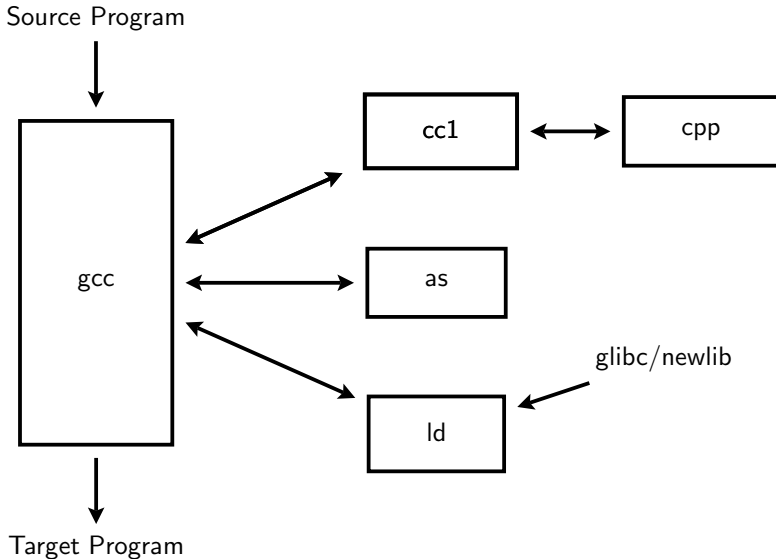 Source Program
cc1
cpp
gcc
as
glibc/newlib
ld
Target Program